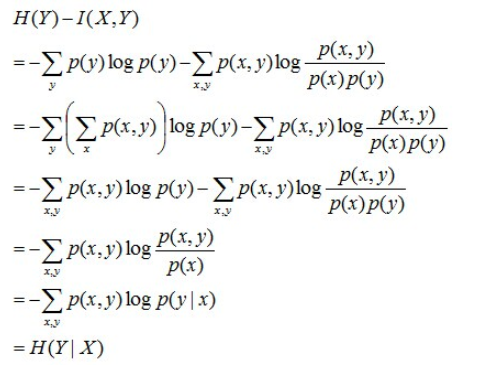 H(Y) − I(X,Y)
= −∑_y p(y) log p(y) − ∑_{x,y} p(x,y) log p(x,y)/(p(x)p(y))
= −∑_y (∑_x p(x,y)) log p(y) − ∑_{x,y} p(x,y) log p(x,y)/(p(x)p(y))
= −∑_{x,y} p(x,y) log p(y) − ∑_{x,y} p(x,y) log p(x,y)/(p(x)p(y))
= −∑_{x,y} p(x,y) log p(x,y)/p(x)
= −∑_{x,y} p(x,y) log p(y|x)
= H(Y|X)